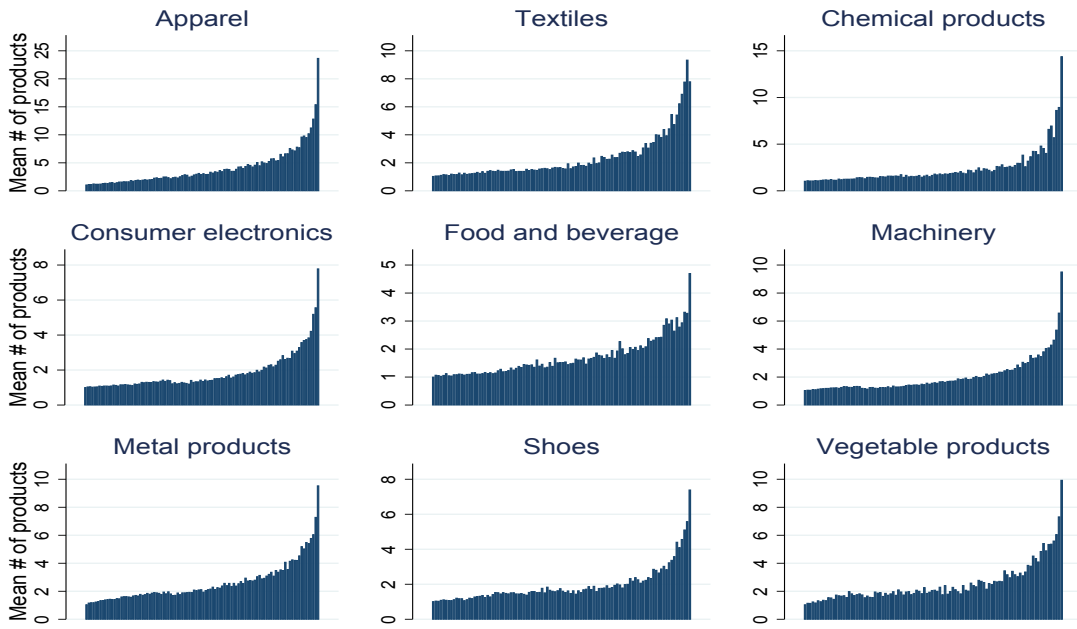 Apparel
Textiles
Chemical products
Mean # of products
0 5 10 15 20 25
0 2 4 6 8 10
0 5 10 15
Consumer electronics
Food and beverage
Machinery
Mean # of products
0 2 4 6 8
0 1 2 3 4 5
0 2 4 6 8 10
Metal products
Shoes
Vegetable products
Mean # of products
0 2 4 6 8 10
0 2 4 6 8
0 2 4 6 8 10